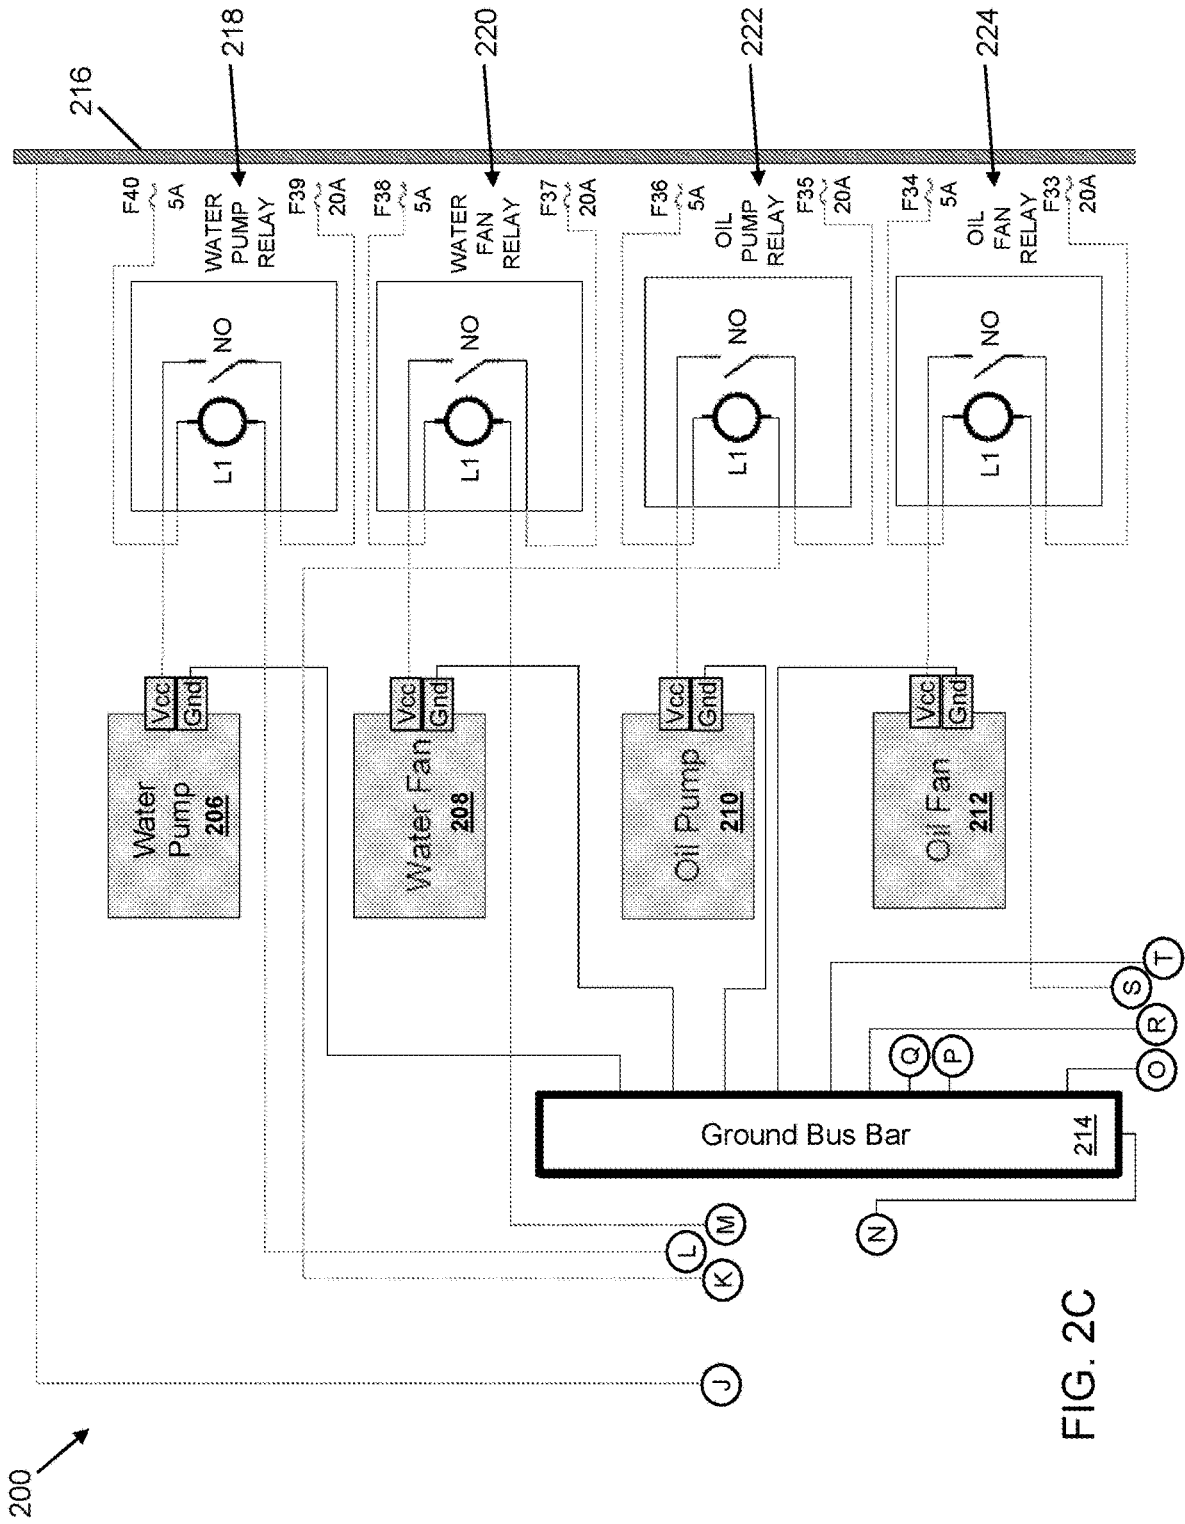 200
216
218
220
222
224
F40
5A
WATER
PUMP
RELAY
F39
20A
F38
5A
WATER
FAN
RELAY
F37
20A
F36
5A
OIL
PUMP
RELAY
F35
20A
F34
5A
OIL
FAN
RELAY
F33
20A
NO
L1
NO
L1
NO
L1
NO
L1
Vcc
Gnd
Water
Pump
206
Vcc
Gnd
Water Fan
208
Vcc
Gnd
Oil Pump
210
Vcc
Gnd
Oil Fan
212
Ground Bus Bar
214
J
K
L
M
N
O
P
Q
R
S
T
FIG. 2C